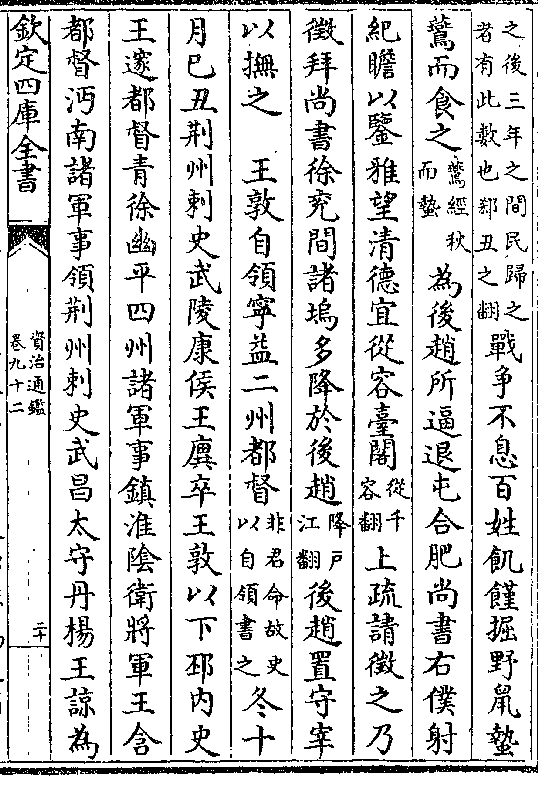 之後三年之間民歸之者有此數也郗丑之翻戰爭不息百姓飢饉掘野鼠蟄
鷰而食之鷰經秋而蟄 為後趙所逼退屯合肥尚書右僕射
紀瞻以鑒雅望清德宜從容臺閣從千容翻上疏請徵之乃
徵拜尚書徐兖間諸塢多降於後趙降户江翻後趙置守宰
以撫之 王敦自領寧益二州都督非君命故史以自領書之冬十
月己丑荆州刺史武陵康侯王廙卒王敦以下邳内史
王邃都督青徐幽平四州諸軍事鎮淮隂衛將軍王含
都督沔南諸軍事領荆州刺史武昌太守丹楊王諒為
欽定四庫全書
資治通鑑
卷九十二
二十